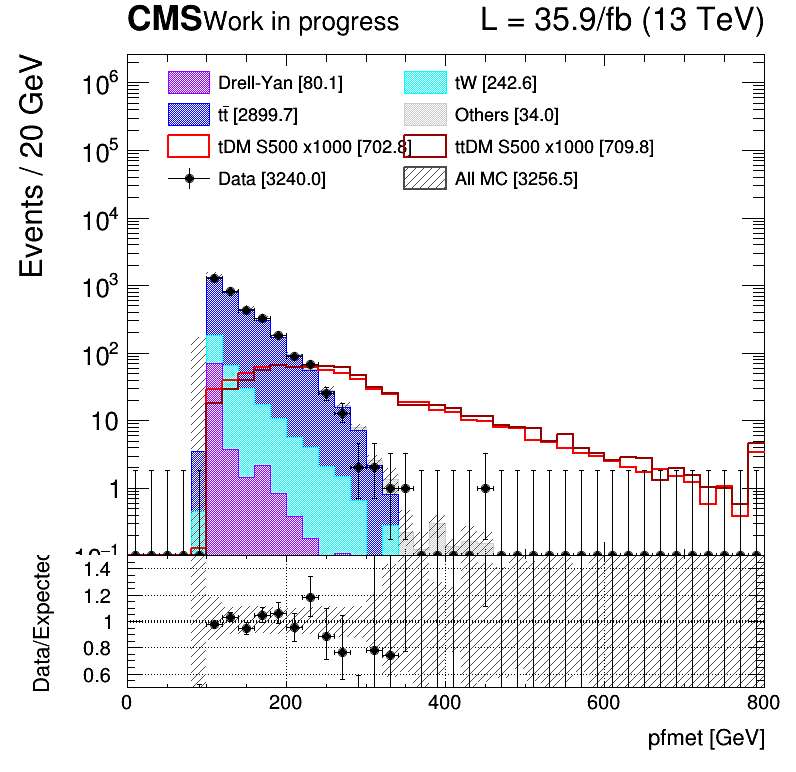 CMS Work in progress L = 35.9/fb (13 TeV)
Events / 20 GeV
Drell-Yan [80.1] tW [242.6]
tt̄ [2899.7] Others [34.0]
tDM S500 x1000 [702.8] ttDM S500 x1000 [709.8]
Data [3240.0] All MC [3256.5]
10⁶
10⁵
10⁴
10³
10²
10
1
10⁻¹
Data/Expected
1.4
1.2
1
0.8
0.6
0 200 400 600 800
pfmet [GeV]